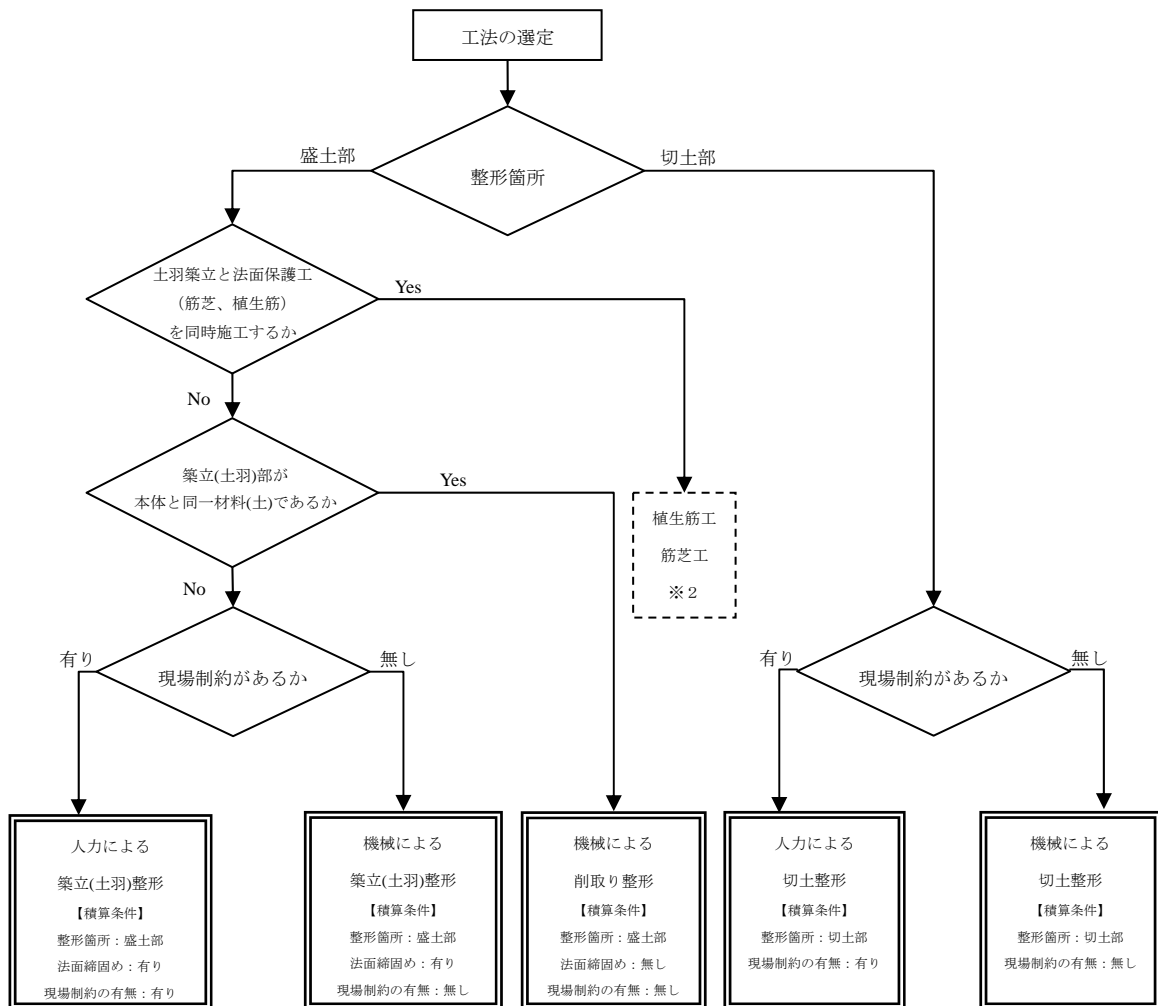 工法の選定
盛土部
切土部
整形箇所
土羽築立と法面保護工
（筋芝、植生筋）
を同時施工するか
Yes
No
築立(土羽)部が
本体と同一材料(土)であるか
Yes
植生筋工
筋芝工
※２
No
有り
現場制約があるか
無し
有り
現場制約があるか
無し
人力による
築立(土羽)整形
【積算条件】
整形箇所：盛土部
法面締固め：有り
現場制約の有無：有り
機械による
築立(土羽)整形
【積算条件】
整形箇所：盛土部
法面締固め：有り
現場制約の有無：無し
機械による
削取り整形
【積算条件】
整形箇所：盛土部
法面締固め：無し
現場制約の有無：無し
人力による
切土整形
【積算条件】
整形箇所：切土部
現場制約の有無：有り
機械による
切土整形
【積算条件】
整形箇所：切土部
現場制約の有無：無し